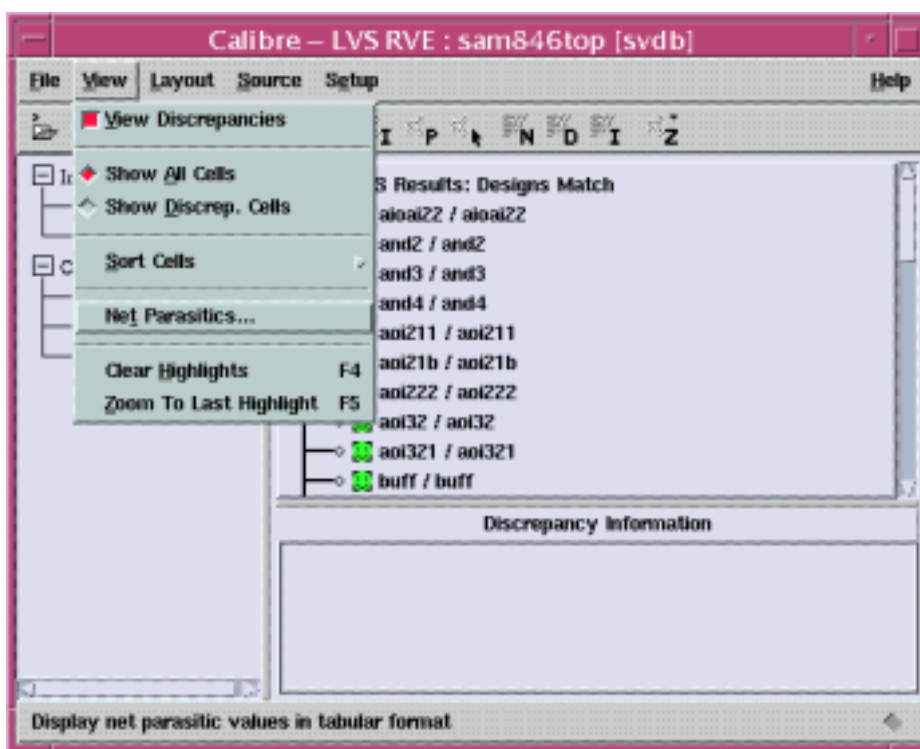 Calibre – LVS RVE : sam846top [svdb]
File View Layout Source Setup Help
View Discrepancies
Show All Cells
Show Discrep. Cells
Sort Cells
Net Parasitics...
Clear Highlights F4
Zoom To Last Highlight F5
I P N D I Z
S Results: Designs Match
aioai22 / aioai22
and2 / and2
and3 / and3
and4 / and4
aoi211 / aoi211
aoi21b / aoi21b
aoi222 / aoi222
aoi32 / aoi32
aoi321 / aoi321
buff / buff
Discrepancy Information
Display net parasitic values in tabular format